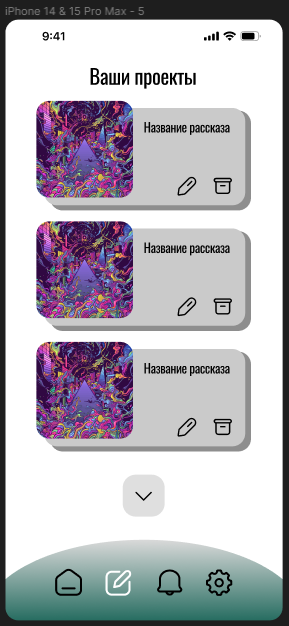 iPhone 14 & 15 Pro Max - 5
9:41
Ваши проекты
Название рассказа
Название рассказа
Название рассказа